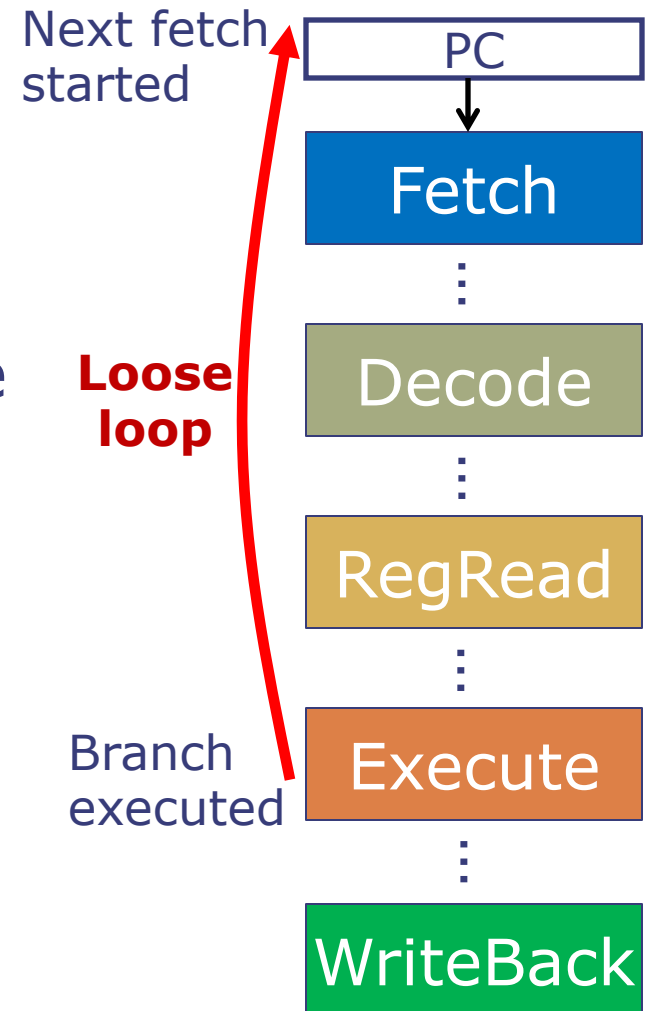 Next fetch
started
PC
Fetch
...
Decode
e
Loose
loop
...
RegRead
...
Branch
executed
Execute
...
WriteBack